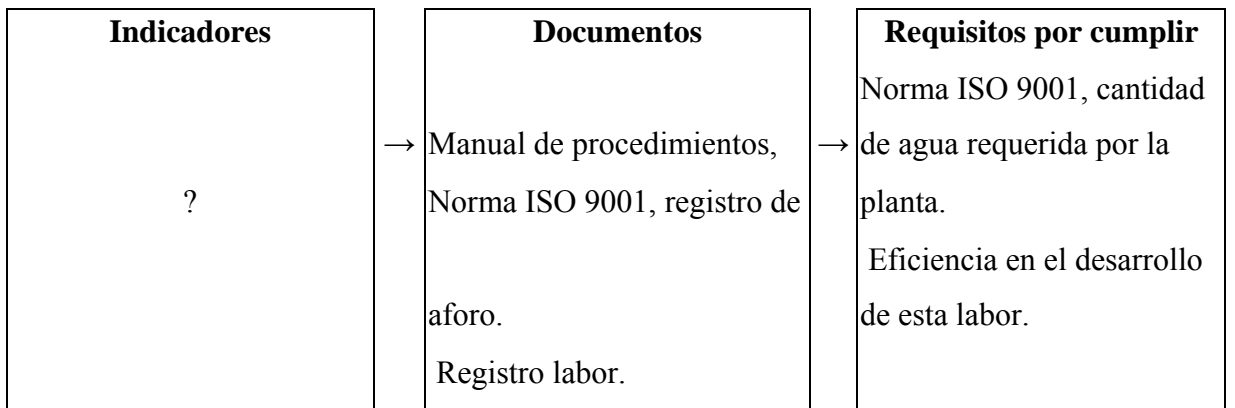 Indicadores
?
→
Documentos
Manual de procedimientos,
Norma ISO 9001, registro de
aforo.
Registro labor.
→
Requisitos por cumplir
Norma ISO 9001, cantidad
de agua requerida por la
planta.
Eficiencia en el desarrollo
de esta labor.